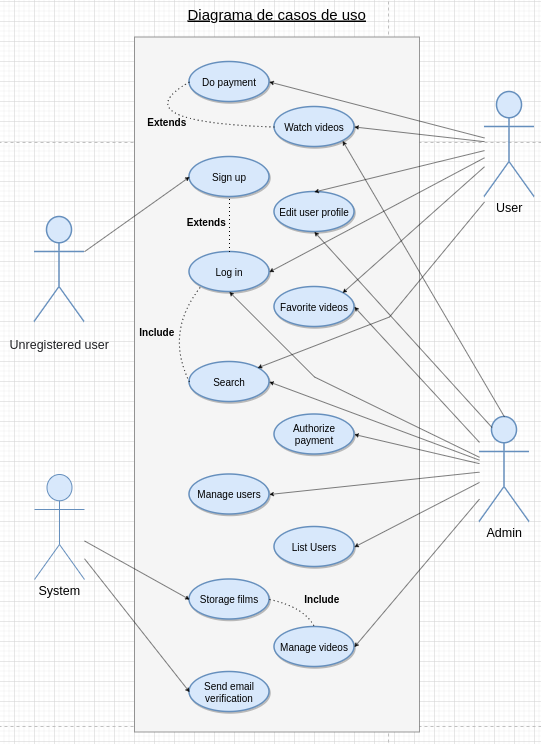 Diagrama de casos de uso
Do payment
Extends
Watch videos
Sign up
User
Edit user profile
Extends
Log in
Favorite videos
Include
Unregistered user
Search
Authorize
payment
Manage users
Admin
List Users
System
Storage films
Include
Manage videos
Send email
verification